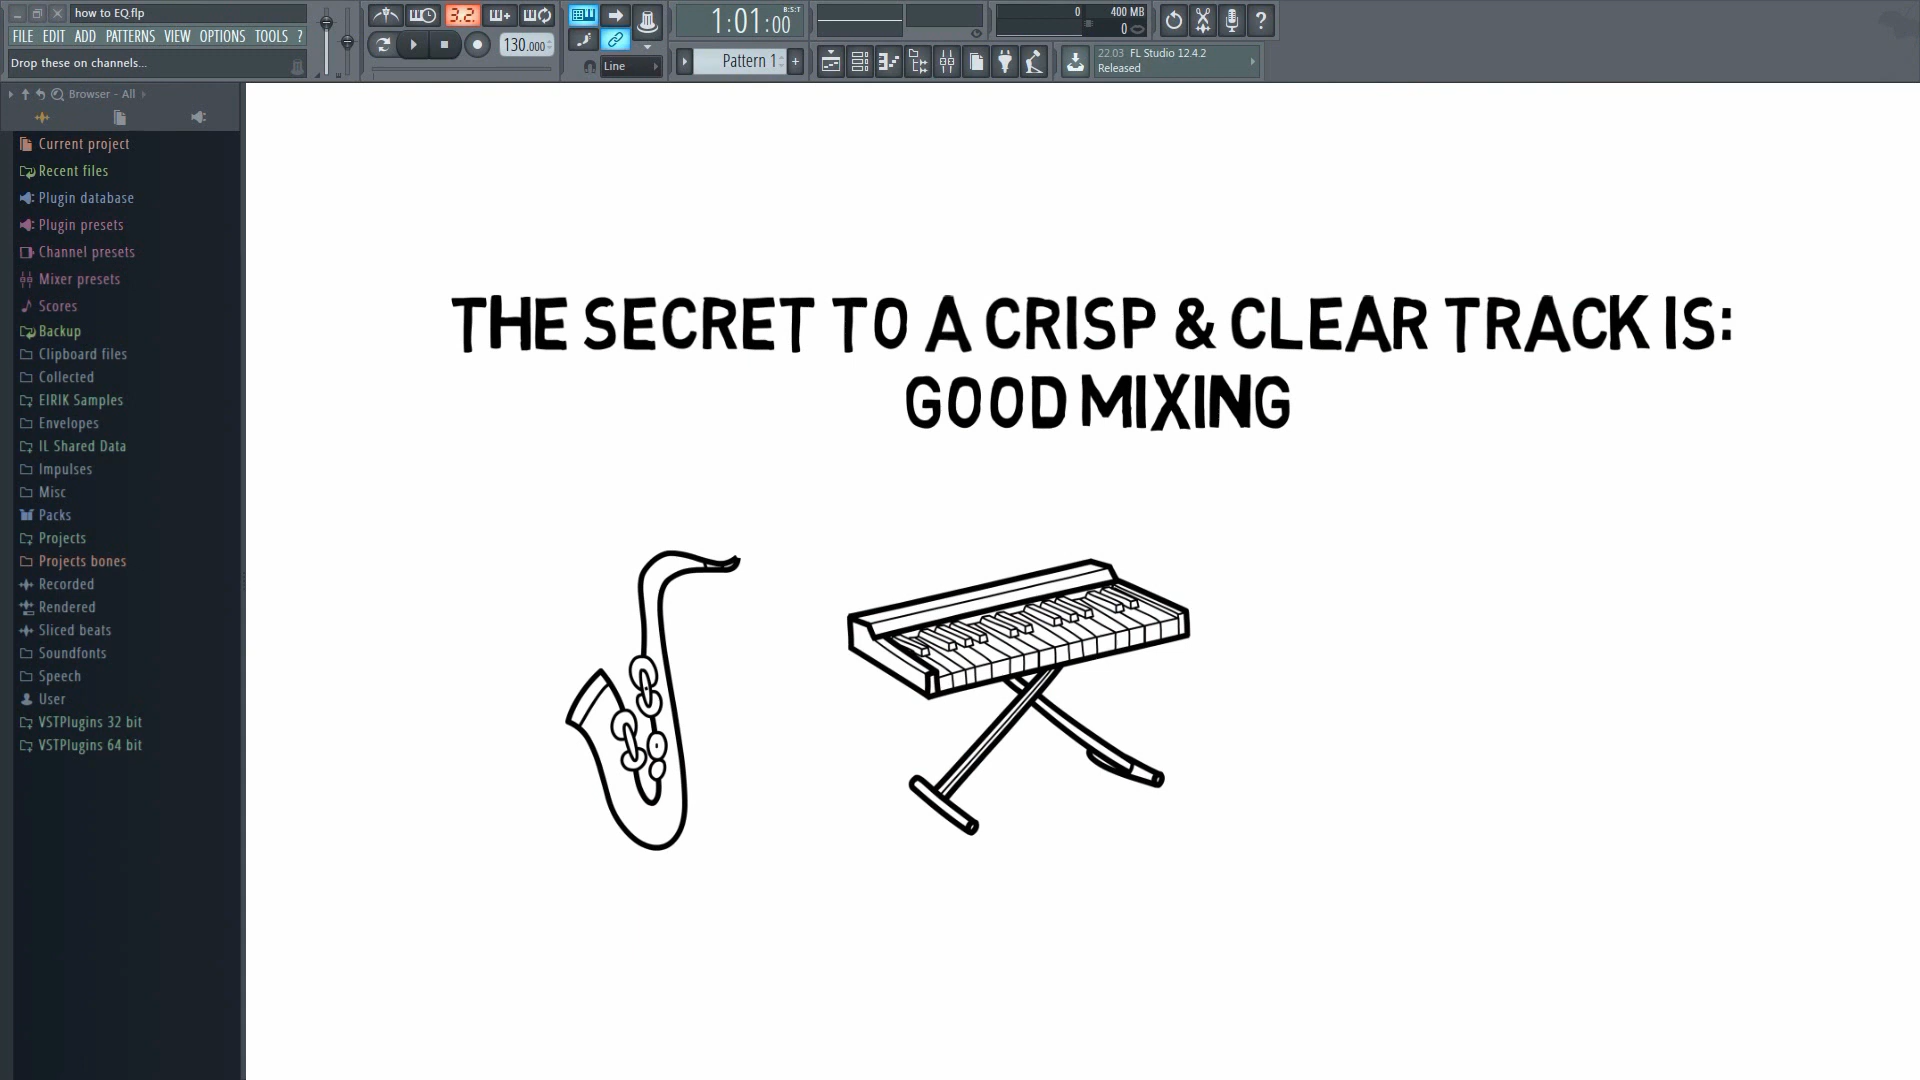 how to EQ.flp
FILE EDIT ADD PATTERNS VIEW OPTIONS TOOLS ?
Drop these on channels...
3.2
130.000
Line
1:01:00
B:S:T
Pattern 1
+
0
400 MB
0
?
22.03 FL Studio 12.4.2
Released
Browser - All
Current project
Recent files
Plugin database
Plugin presets
Channel presets
Mixer presets
Scores
Backup
Clipboard files
Collected
EIRIK Samples
Envelopes
IL Shared Data
Impulses
Misc
Packs
Projects
Projects bones
Recorded
Rendered
Sliced beats
Soundfonts
Speech
User
VSTPlugins 32 bit
VSTPlugins 64 bit
THE SECRET TO A CRISP & CLEAR TRACK IS:
GOOD MIXING